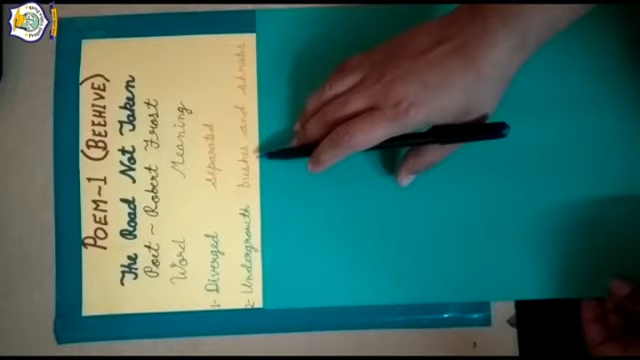 POEM~1 (BEEHIVE)
The Road Not Taken
Poet ~ Robert Frost
Word Meaning
1- Diverged separated
2- Undergrowth bushes and shrubs